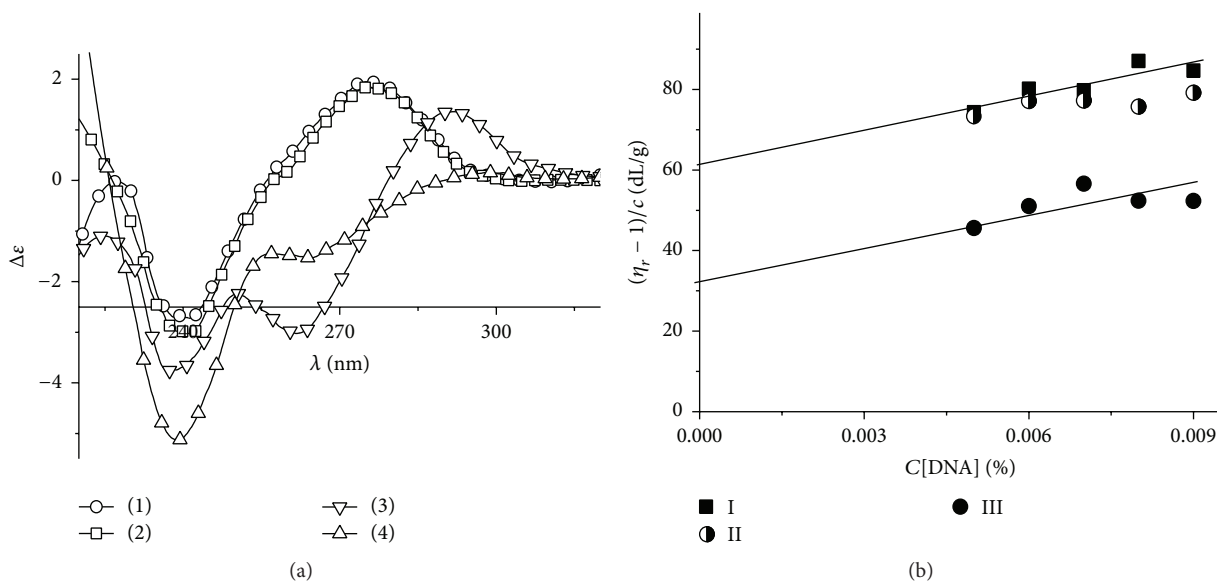 2
0
−2
−4
Δε
240
270
300
λ (nm)
(1)
(2)
(3)
(4)
(a)
80
60
40
20
0
(ηr − 1)/c (dL/g)
0.000
0.003
0.006
0.009
C[DNA] (%)
I
II
III
(b)